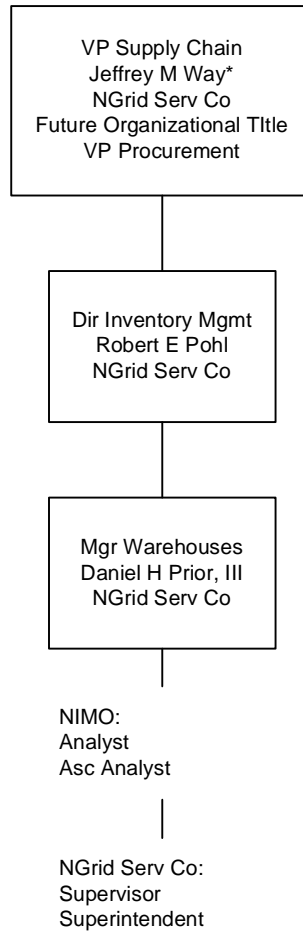 VP Supply Chain
Jeffrey M Way*
NGrid Serv Co
Future Organizational TItle
VP Procurement
Dir Inventory Mgmt
Robert E Pohl
NGrid Serv Co
Mgr Warehouses
Daniel H Prior, III
NGrid Serv Co
NIMO:
Analyst
Asc Analyst
NGrid Serv Co:
Supervisor
Superintendent